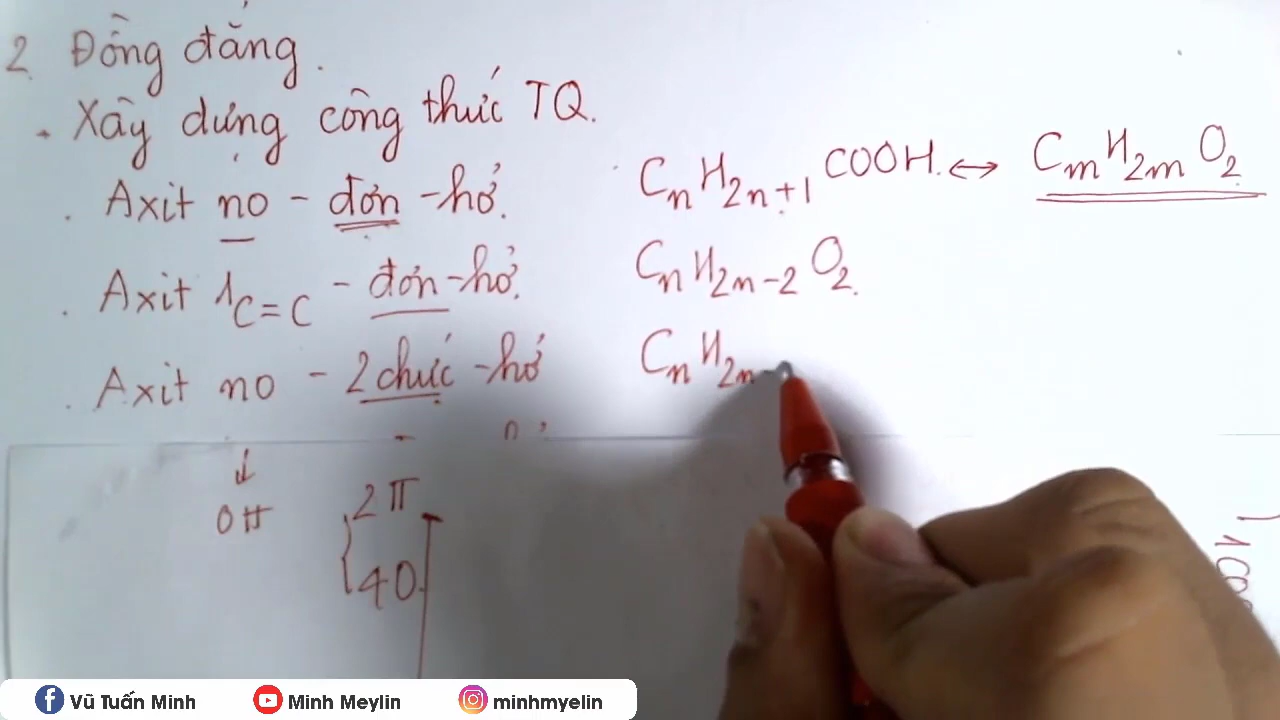 2. Đồng đẳng.
Xây dựng công thức TQ.
. Axit no - đơn - hở. CnH2n+1COOH. ↔ CmH2mO2
. Axit 1C=C - đơn - hở. CnH2n-2O2.
. Axit no - 2 chức - hở CnH2n-
↓
0π
2π
4O.
Vũ Tuấn Minh Minh Meylin minhmyelin